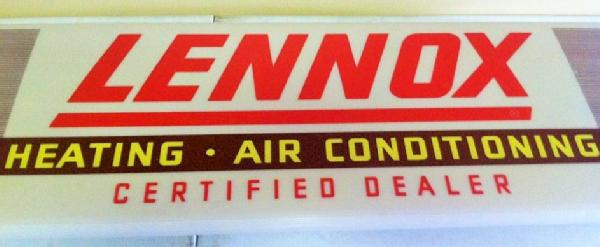 LENNOX
HEATING · AIR CONDITIONING
CERTIFIED DEALER